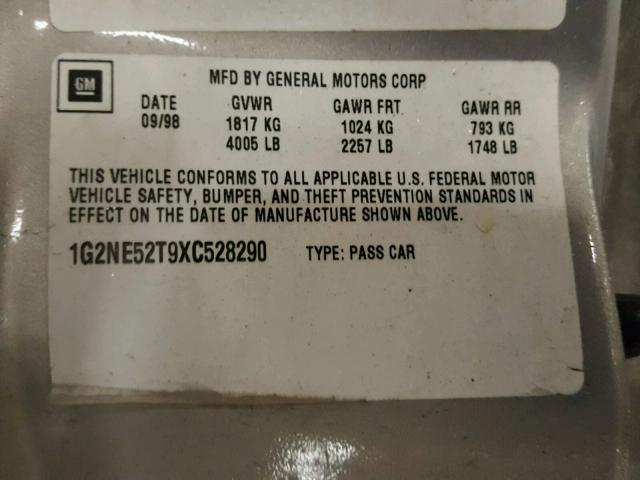 GM
MFD BY GENERAL MOTORS CORP
DATE GVWR GAWR FRT GAWR RR
09/98 1817 KG 1024 KG 793 KG
4005 LB 2257 LB 1748 LB
THIS VEHICLE CONFORMS TO ALL APPLICABLE U.S. FEDERAL MOTOR
VEHICLE SAFETY, BUMPER, AND THEFT PREVENTION STANDARDS IN
EFFECT ON THE DATE OF MANUFACTURE SHOWN ABOVE.
1G2NE52T9XC528290 TYPE: PASS CAR